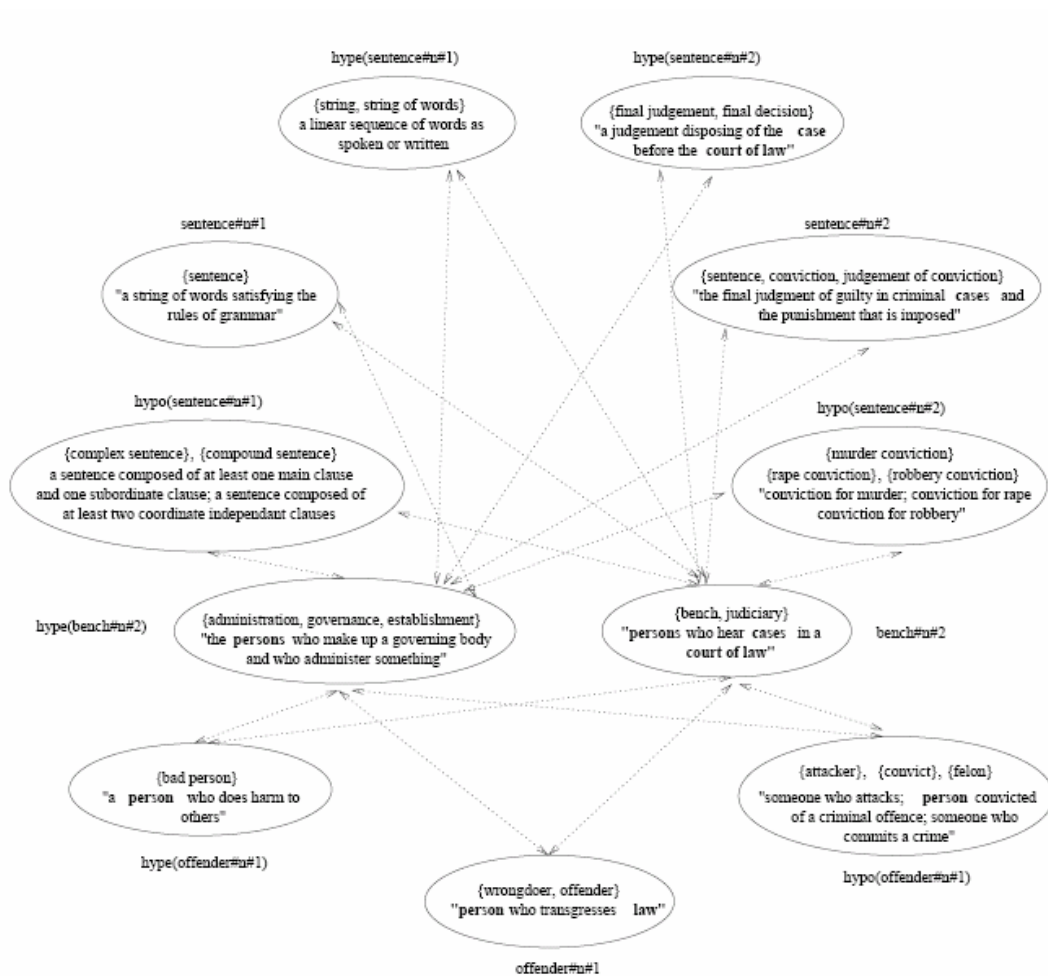 hype(sentence#n#1)
hype(sentence#n#2)
{string, string of words}
a linear sequence of words as
spoken or written
{final judgement, final decision}
"a judgement disposing of the case
before the court of law"
sentence#n#1
sentence#n#2
{sentence}
"a string of words satisfying the
rules of grammar"
{sentence, conviction, judgement of conviction}
"the final judgment of guilty in criminal cases and
the punishment that is imposed"
hypo(sentence#n#1)
hypo(sentence#n#2)
{complex sentence}, {compound sentence}
a sentence composed of at least one main clause
and one subordinate clause; a sentence composed of
at least two coordinate independant clauses
{murder conviction}
{rape conviction}, {robbery conviction}
"conviction for murder; conviction for rape
conviction for robbery"
hype(bench#n#2)
{administration, governance, establishment}
"the persons who make up a governing body
and who administer something"
{bench, judiciary}
"persons who hear cases in a
court of law"
bench#n#2
{bad person}
"a person who does harm to
others"
hype(offender#n#1)
{attacker}, {convict}, {felon}
"someone who attacks; person convicted
of a criminal offence; someone who
commits a crime"
hypo(offender#n#1)
{wrongdoer, offender}
"person who transgresses law"
offender#n#1